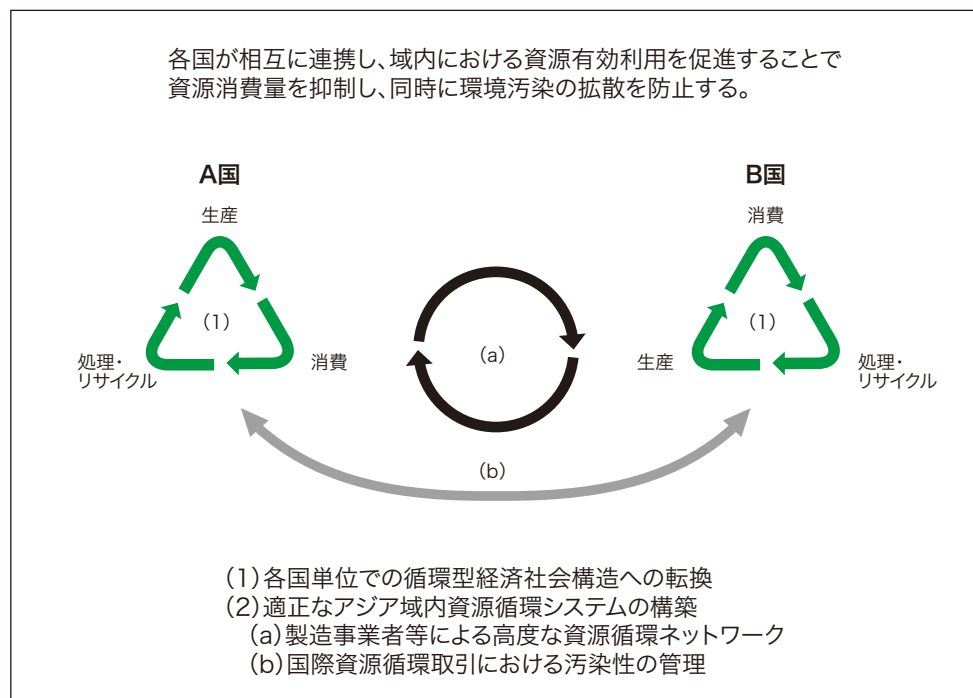 各国が相互に連携し、域内における資源有効利用を促進することで
資源消費量を抑制し、同時に環境汚染の拡散を防止する。
A国
B国
生産
消費
(1)
(1)
(a)
処理・
リサイクル
消費
生産
処理・
リサイクル
(b)
(1)各国単位での循環型経済社会構造への転換
(2)適正なアジア域内資源循環システムの構築
(a)製造事業者等による高度な資源循環ネットワーク
(b)国際資源循環取引における汚染性の管理